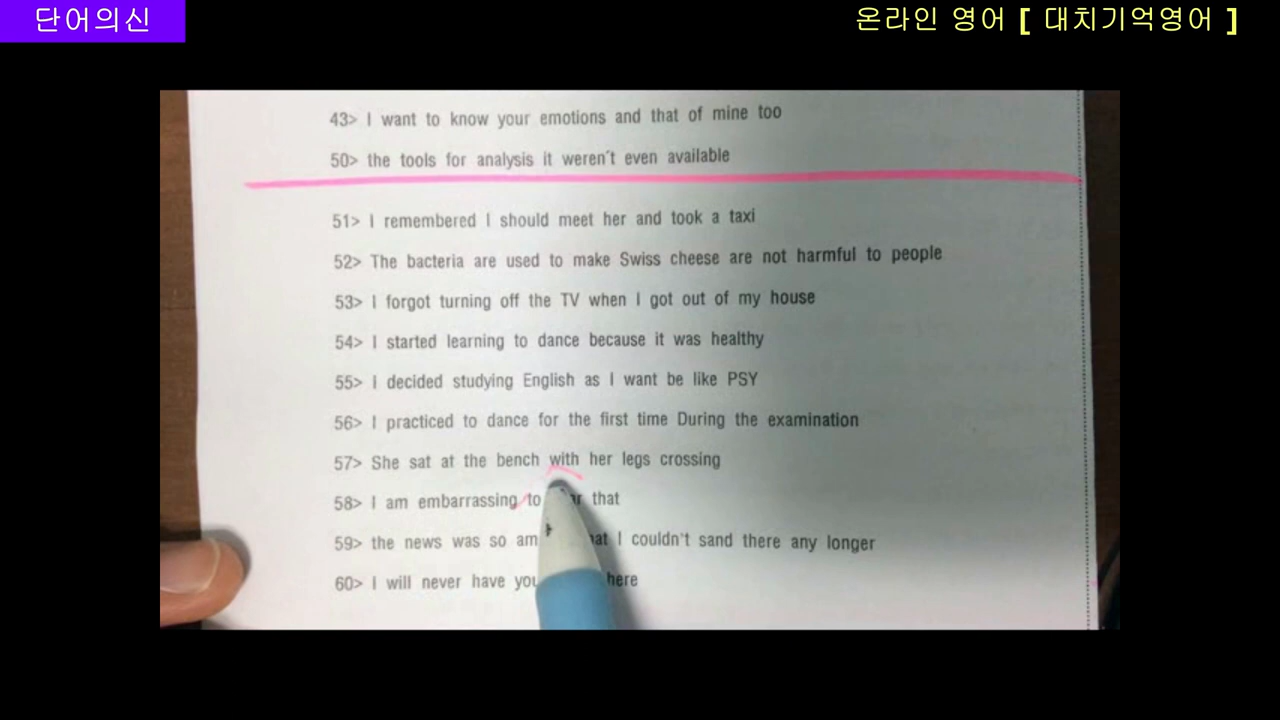 단어의신
온라인 영어 [ 대치기억영어 ]
43> I want to know your emotions and that of mine too
50> the tools for analysis it weren't even available
51> I remembered I should meet her and took a taxi
52> The bacteria are used to make Swiss cheese are not harmful to people
53> I forgot turning off the TV when I got out of my house
54> I started learning to dance because it was healthy
55> I decided studying English as I want be like PSY
56> I practiced to dance for the first time During the examination
57> She sat at the bench with her legs crossing
58> I am embarrassing to that
59> the news was so I couldn't sand there any longer
60> I will never have here